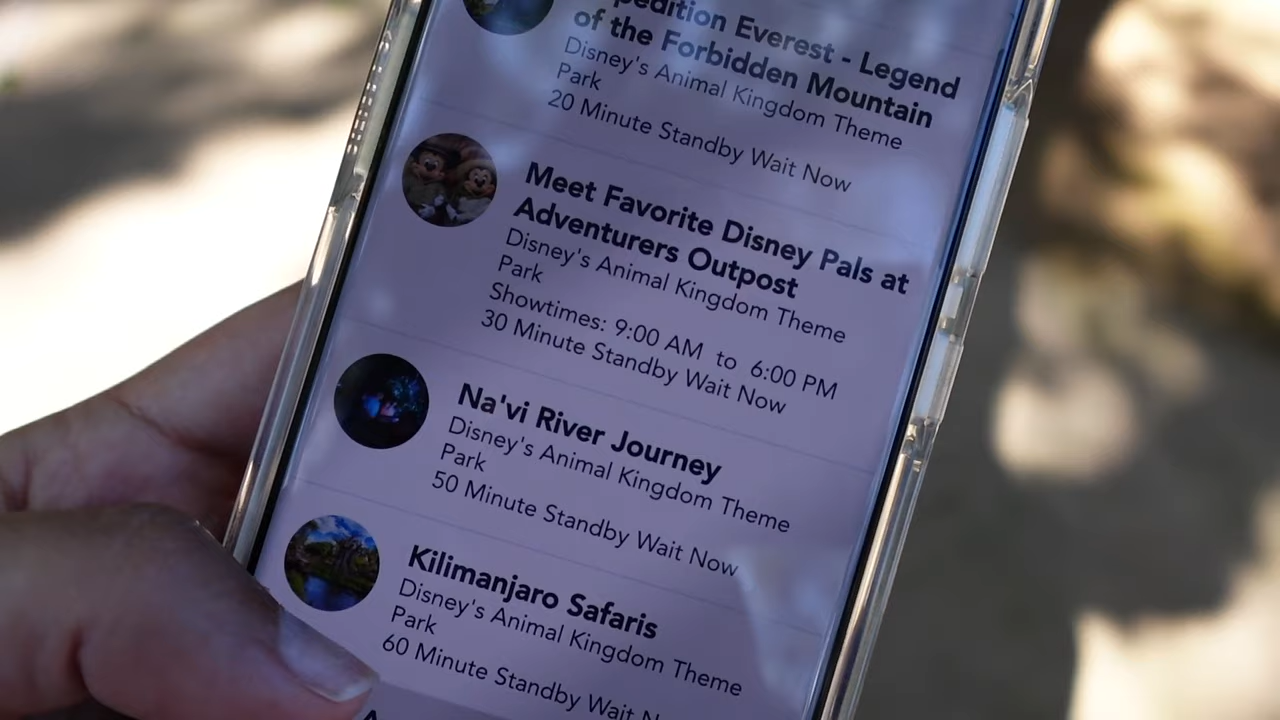 pedition Everest - Legend
of the Forbidden Mountain
Disney's Animal Kingdom Theme
Park
20 Minute Standby Wait Now
Meet Favorite Disney Pals at
Adventurers Outpost
Disney's Animal Kingdom Theme
Park
Showtimes: 9:00 AM to 6:00 PM
30 Minute Standby Wait Now
Na'vi River Journey
Disney's Animal Kingdom Theme
Park
50 Minute Standby Wait Now
Kilimanjaro Safaris
Disney's Animal Kingdom Theme
Park
60 Minute Standby Wait N